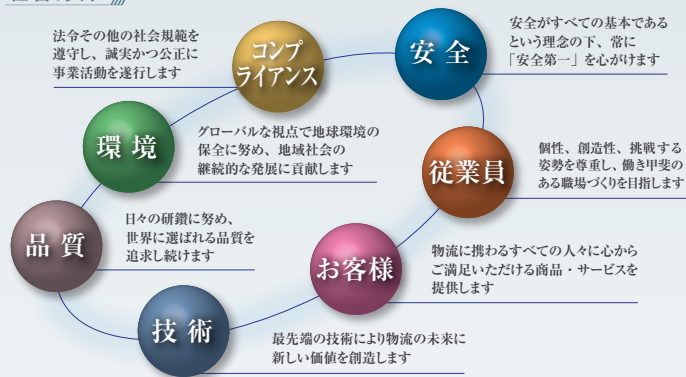 法令その他の社会規範を
遵守し、誠実かつ公正に
事業活動を遂行します
コンプ
ライアンス
安全
安全がすべての基本である
という理念の下、常に
「安全第一」を心がけます
環境
グローバルな視点で地球環境の
保全に努め、地域社会の
継続的な発展に貢献します
従業員
個性、創造性、挑戦する
姿勢を尊重し、働き甲斐の
ある職場づくりを目指します
品質
日々の研鑽に努め、
世界に選ばれる品質を
追求し続けます
お客様
物流に携わるすべての人々に心から
ご満足いただける商品・サービスを
提供します
技術
最先端の技術により物流の未来に
新しい価値を創造します